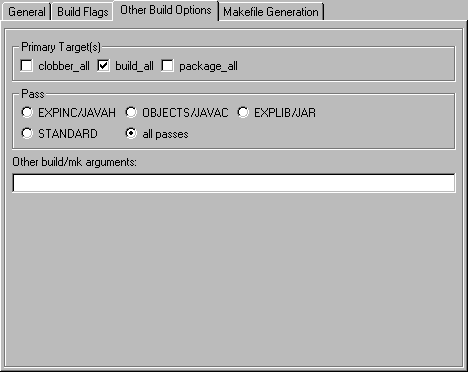 General Build Flags Other Build Options Makefile Generation
Primary Target(s)
clobber_all build_all package_all
Pass
EXPINC/JAVAH OBJECTS/JAVAC EXPLIB/JAR
STANDARD all passes
Other build/mk arguments: